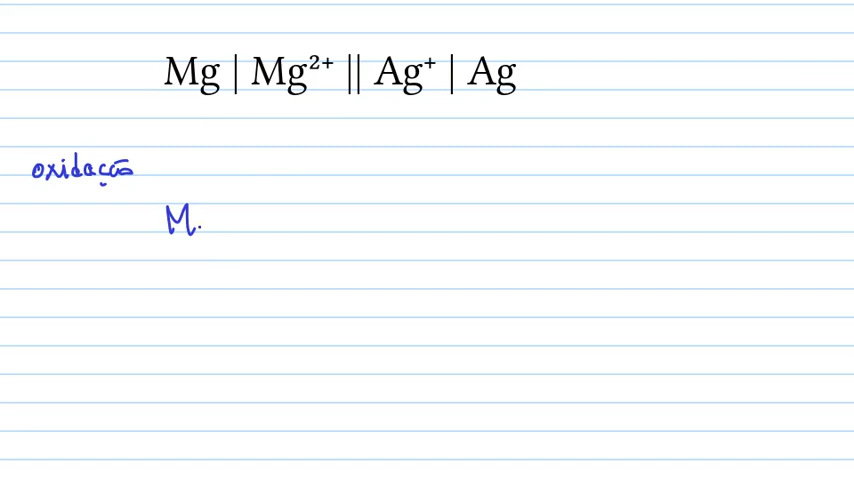 Mg | Mg²⁺ || Ag⁺ | Ag
oxidação
M